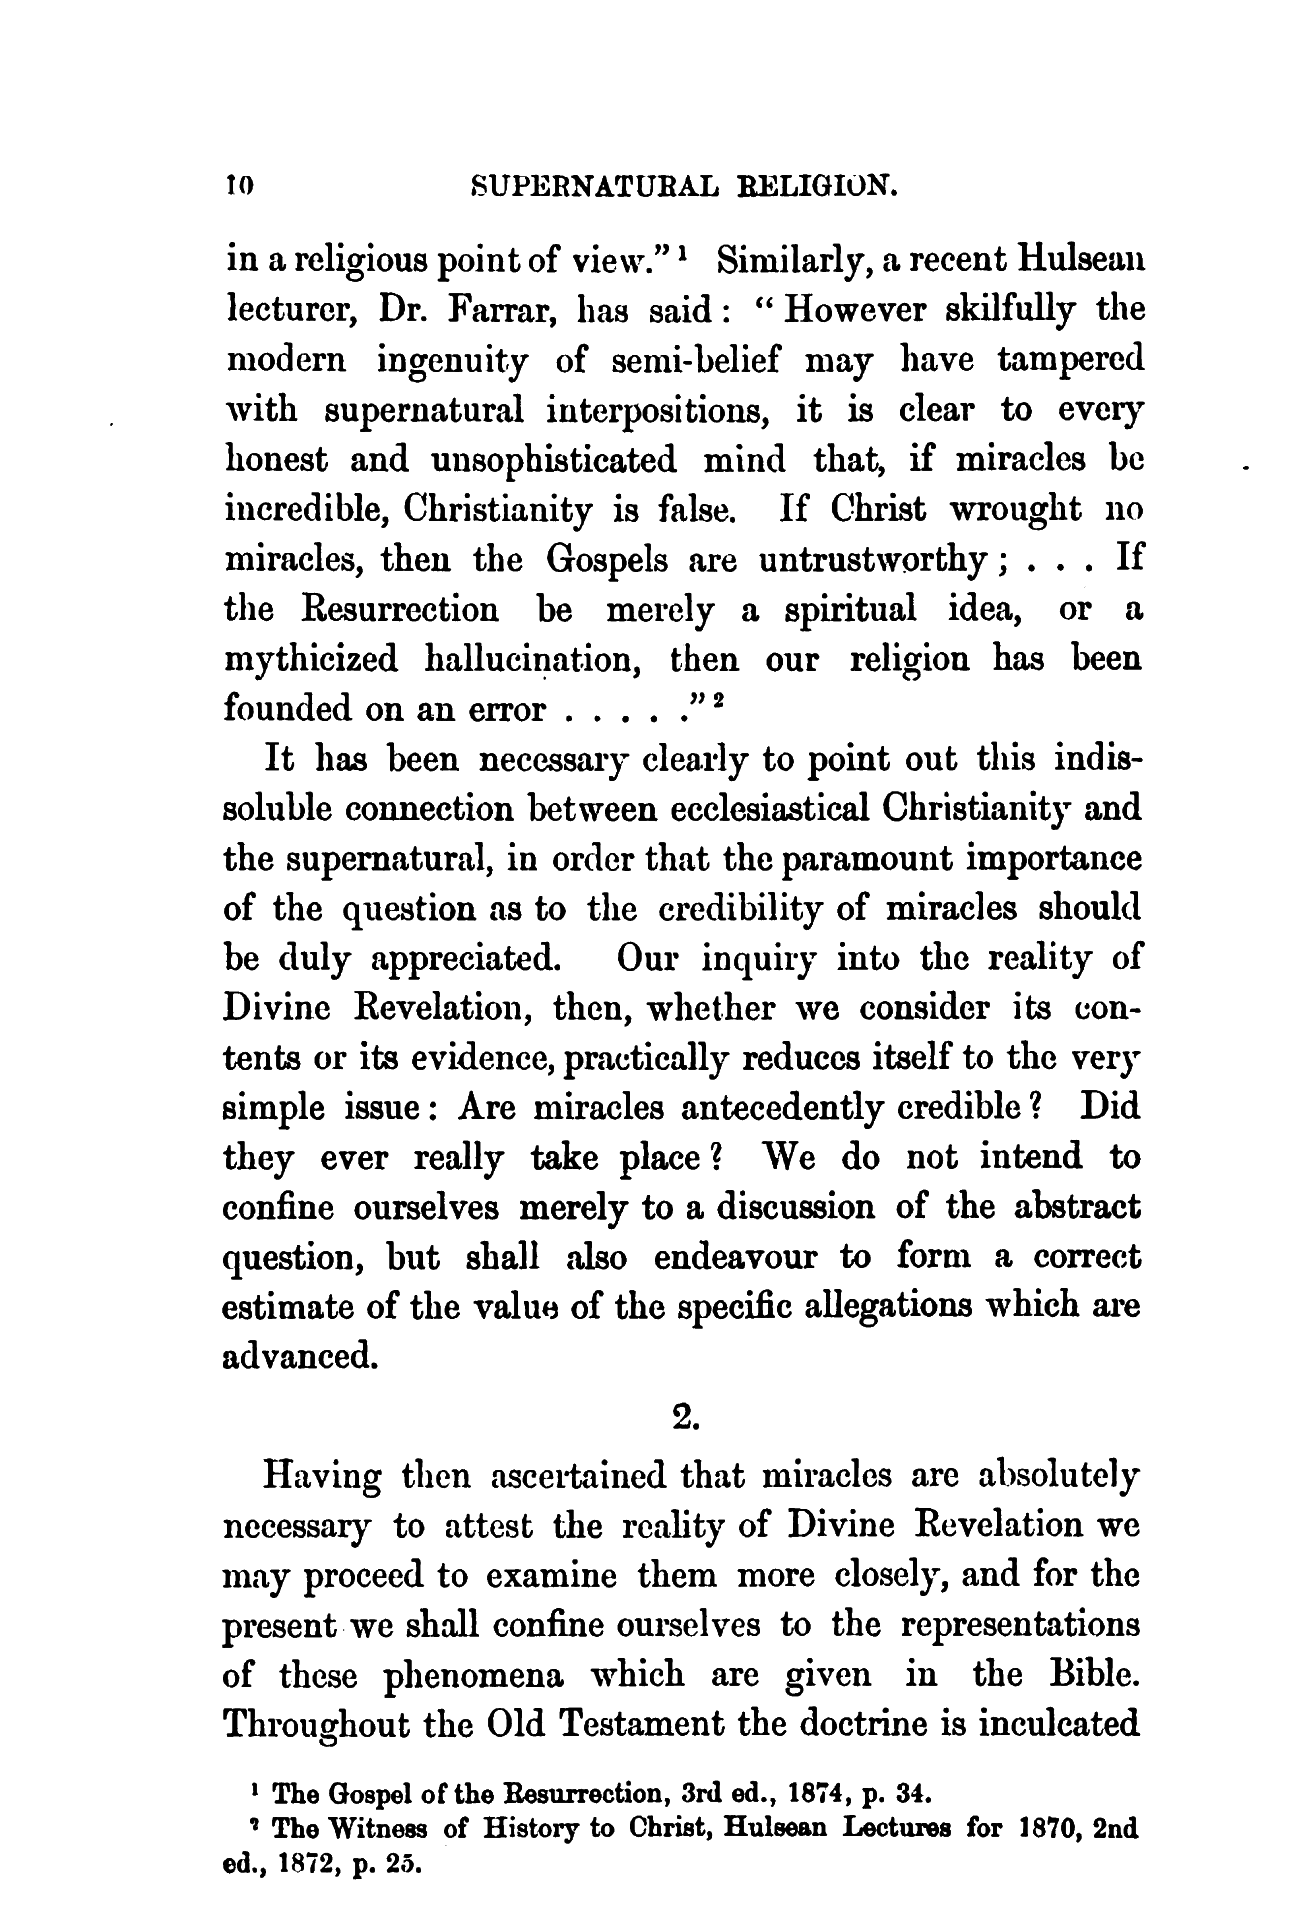 10 SUPERNATURAL RELIGION.
in a religious point of view.” ¹ Similarly, a recent Hulsean
lecturer, Dr. Farrar, has said : “ However skilfully the
modern ingenuity of semi-belief may have tampered
with supernatural interpositions, it is clear to every
honest and unsophisticated mind that, if miracles be
incredible, Christianity is false. If Christ wrought no
miracles, then the Gospels are untrustworthy ; . . . If
the Resurrection be merely a spiritual idea, or a
mythicized hallucination, then our religion has been
founded on an error . . . . .” ²
It has been necessary clearly to point out this indis-
soluble connection between ecclesiastical Christianity and
the supernatural, in order that the paramount importance
of the question as to the credibility of miracles should
be duly appreciated. Our inquiry into the reality of
Divine Revelation, then, whether we consider its con-
tents or its evidence, practically reduces itself to the very
simple issue : Are miracles antecedently credible ? Did
they ever really take place ? We do not intend to
confine ourselves merely to a discussion of the abstract
question, but shall also endeavour to form a correct
estimate of the value of the specific allegations which are
advanced.
2.
Having then ascertained that miracles are absolutely
necessary to attest the reality of Divine Revelation we
may proceed to examine them more closely, and for the
present we shall confine ourselves to the representations
of these phenomena which are given in the Bible.
Throughout the Old Testament the doctrine is inculcated
¹ The Gospel of the Resurrection, 3rd ed., 1874, p. 34.
² The Witness of History to Christ, Hulsean Lectures for 1870, 2nd
ed., 1872, p. 25.